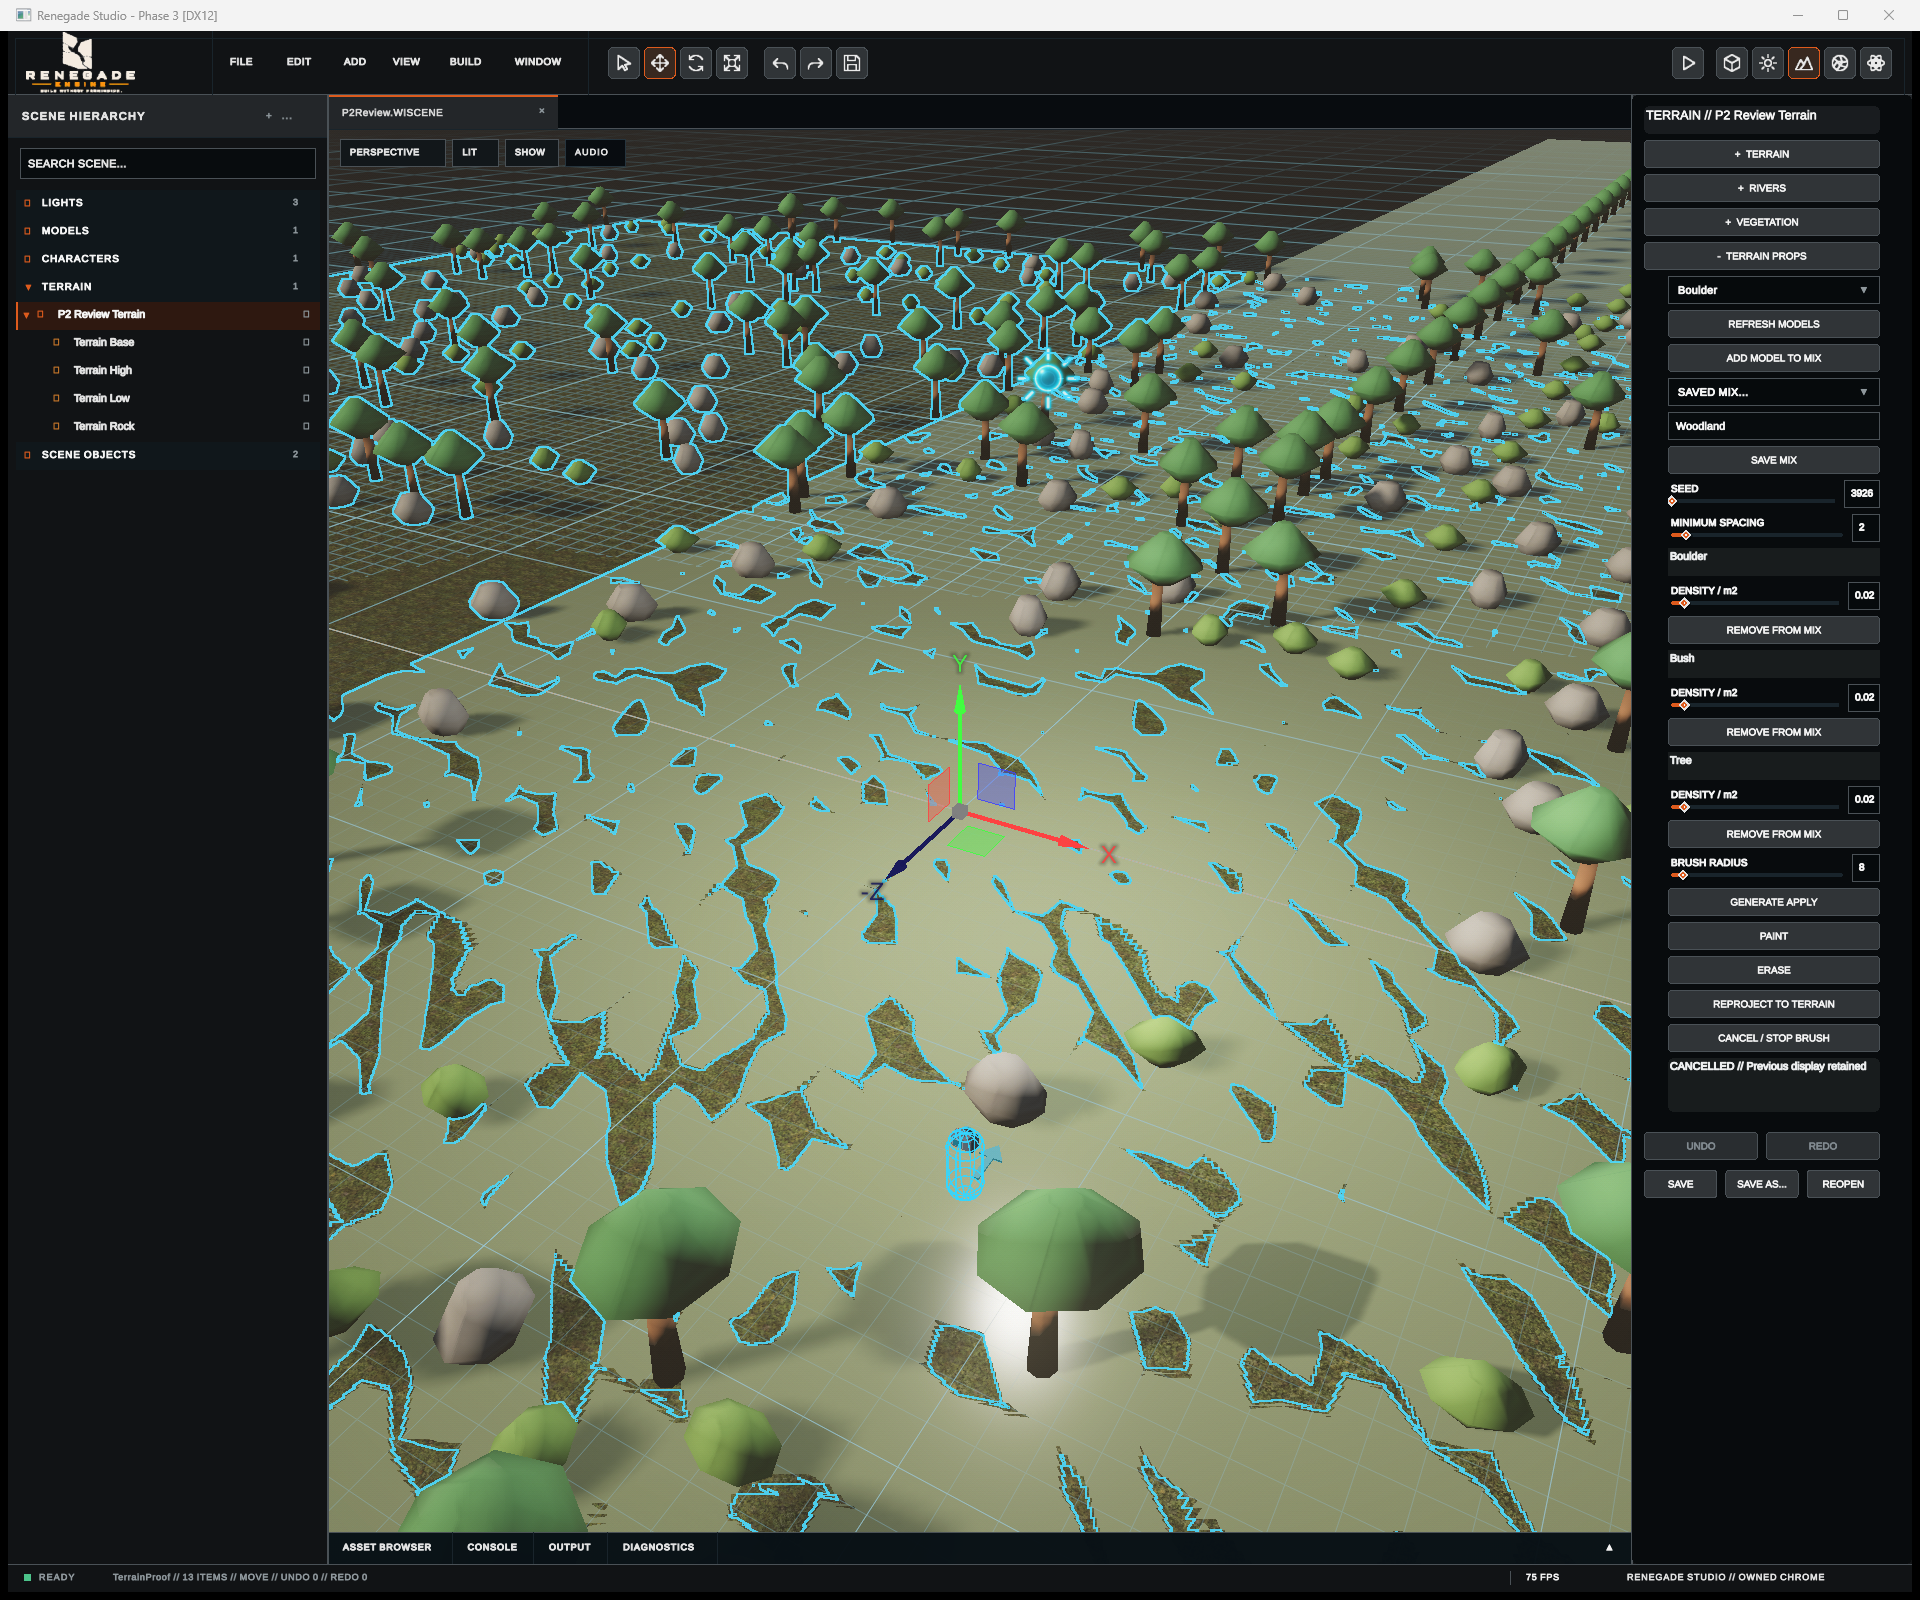 Renegade Studio - Phase 3 [DX12]
RENEGADE
ENGINE
FILE EDIT ADD VIEW BUILD WINDOW
SCENE HIERARCHY + ...
SEARCH SCENE...
LIGHTS 3
MODELS 1
CHARACTERS 1
TERRAIN 1
P2 Review Terrain
Terrain Base
Terrain High
Terrain Low
Terrain Rock
SCENE OBJECTS 2
P2Review.WISCENE ×
PERSPECTIVE LIT SHOW AUDIO
Y
X
-Z
TERRAIN // P2 Review Terrain
+ TERRAIN
+ RIVERS
+ VEGETATION
- TERRAIN PROPS
Boulder
REFRESH MODELS
ADD MODEL TO MIX
SAVED MIX...
Woodland
SAVE MIX
SEED 3926
MINIMUM SPACING 2
Boulder
DENSITY / m2 0.02
REMOVE FROM MIX
Bush
DENSITY / m2 0.02
REMOVE FROM MIX
Tree
DENSITY / m2 0.02
REMOVE FROM MIX
BRUSH RADIUS 8
GENERATE APPLY
PAINT
ERASE
REPROJECT TO TERRAIN
CANCEL / STOP BRUSH
CANCELLED // Previous display retained
UNDO REDO
SAVE SAVE AS... REOPEN
ASSET BROWSER CONSOLE OUTPUT DIAGNOSTICS
READY TerrainProof // 13 ITEMS // MOVE // UNDO 0 // REDO 0 75 FPS RENEGADE STUDIO // OWNED CHROME